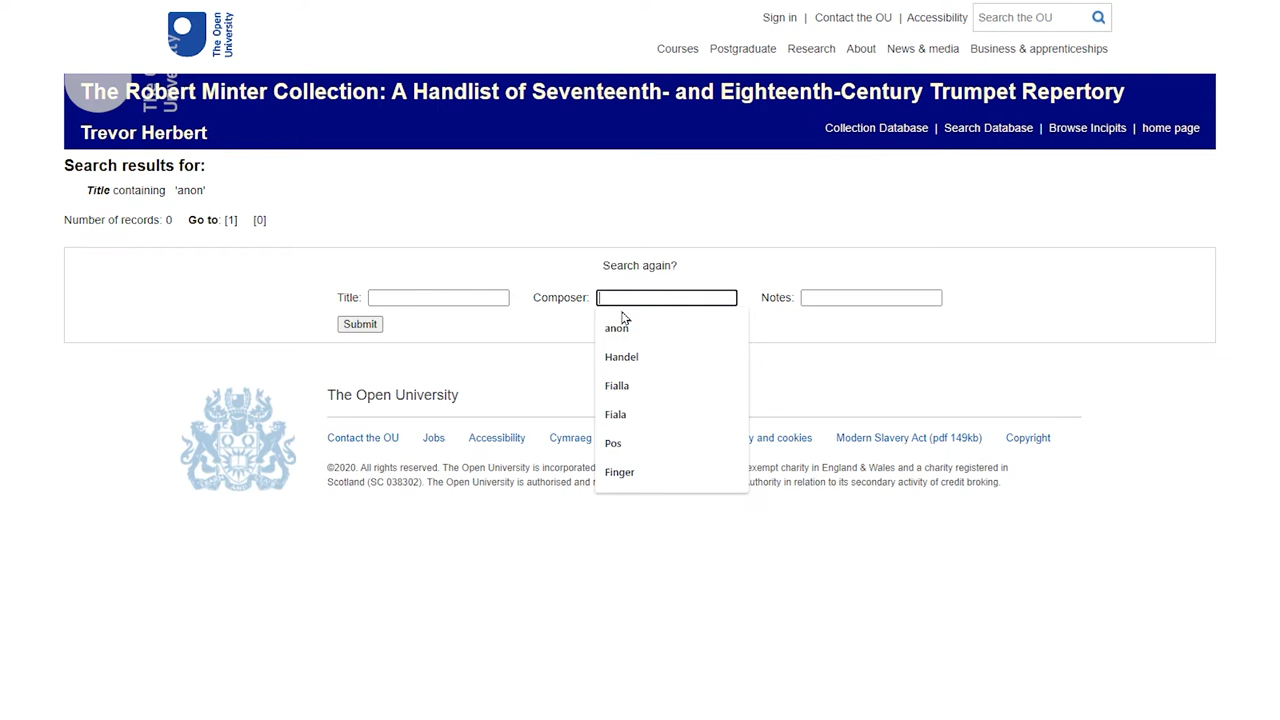 The Open
University
Sign in | Contact the OU | Accessibility
Search the OU
Courses Postgraduate Research About News & media Business & apprenticeships
The Robert Minter Collection: A Handlist of Seventeenth- and Eighteenth-Century Trumpet Repertory
Trevor Herbert
Collection Database | Search Database | Browse Incipits | home page
Search results for:
Title containing 'anon'
Number of records: 0 Go to: [1] [0]
Search again?
Title: Composer: Notes:
Submit
anon
Handel
Fialla
Fiala
Pos
Finger
The Open University
Contact the OU Jobs Accessibility Cymraeg y and cookies Modern Slavery Act (pdf 149kb) Copyright
©2020. All rights reserved. The Open University is incorporated exempt charity in England & Wales and a charity registered in
Scotland (SC 038302). The Open University is authorised and uthority in relation to its secondary activity of credit broking.